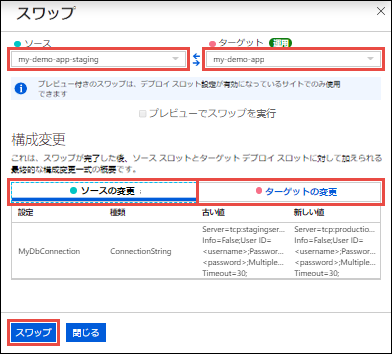 スワップ
ソース
ターゲット 運用
my-demo-app-staging
my-demo-app
プレビュー付きのスワップは、デプロイ スロット設定が有効になっているサイトでのみ使用
できます
プレビューでスワップを実行
構成変更
これは、スワップが完了した後、ソース スロットとターゲット デプロイ スロットに対して加えられる
最終的な構成変更一式の概要です。
ソースの変更
ターゲットの変更
設定 種類 古い値 新しい値
MyDbConnection ConnectionString Server=tcp:stagingser... Server=tcp:productio...
Info=False;User ID= Info=False;User ID=
<username>;Passwor... <username>;Passwor...
<password>;Multiple... <password>;Multiple...
Timeout=30; Timeout=30;
スワップ
閉じる